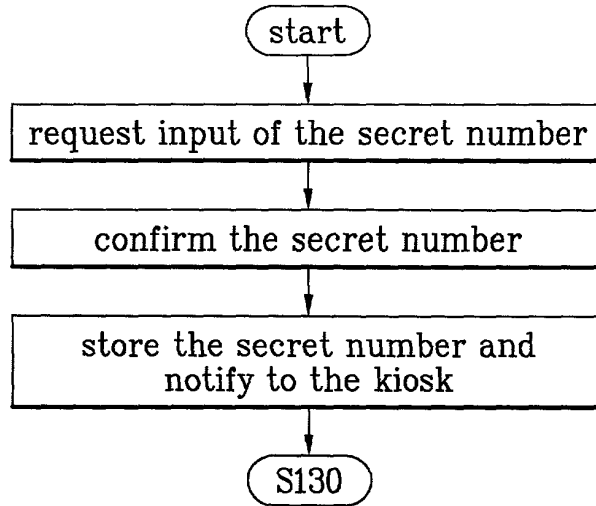 start
request input of the secret number
confirm the secret number
store the secret number and
notify to the kiosk
S130